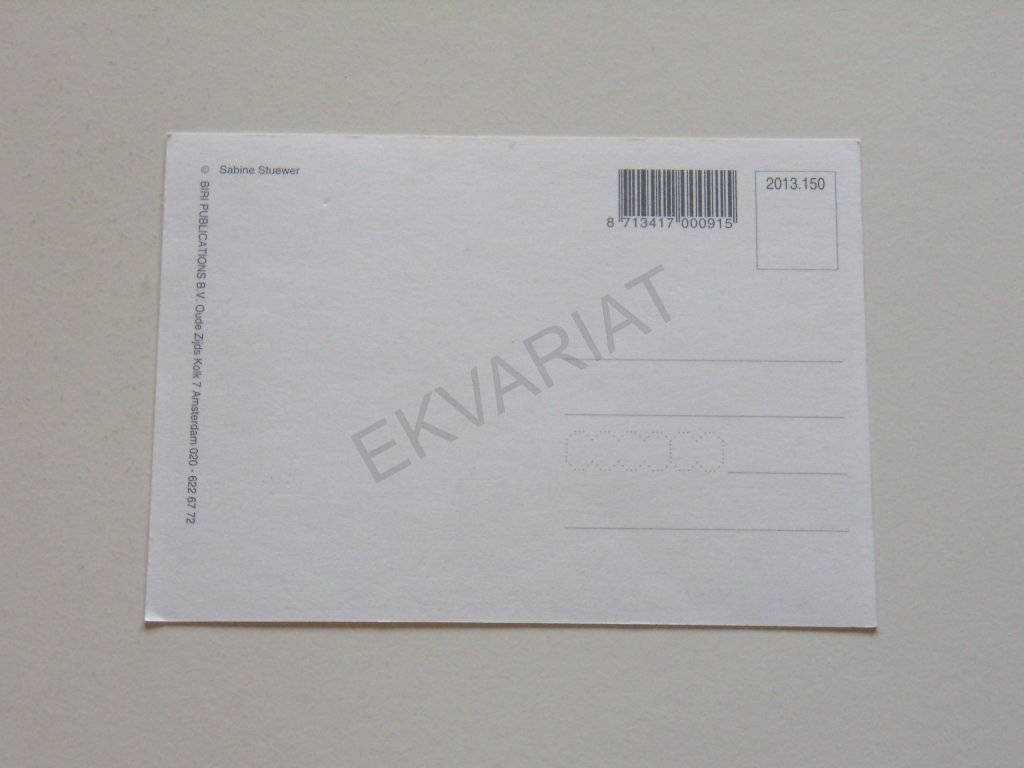 Sabine Stuewer
© BIRI PUBLICATIONS B.V. Oude Zijds Kolk 7 Amsterdam 020 - 622 67 72
8 713417 000915
2013.150
EKVARIAT